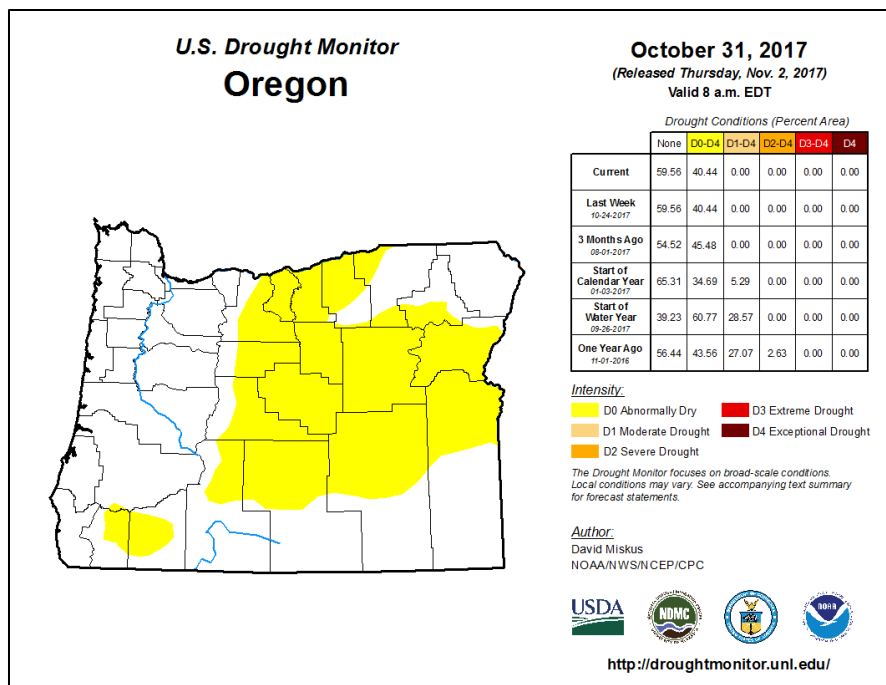 U.S. Drought Monitor
Oregon
October 31, 2017
(Released Thursday, Nov. 2, 2017)
Valid 8 a.m. EDT
Drought Conditions (Percent Area)
None D0-D4 D1-D4 D2-D4 D3-D4 D4
Current 59.56 40.44 0.00 0.00 0.00 0.00
Last Week
10-24-2017 59.56 40.44 0.00 0.00 0.00 0.00
3 Months Ago
08-01-2017 54.52 45.48 0.00 0.00 0.00 0.00
Start of
Calendar Year
01-03-2017 65.31 34.69 5.29 0.00 0.00 0.00
Start of
Water Year
09-26-2017 39.23 60.77 28.57 0.00 0.00 0.00
One Year Ago
11-01-2016 56.44 43.56 27.07 2.63 0.00 0.00
Intensity:
D0 Abnormally Dry
D1 Moderate Drought
D2 Severe Drought
D3 Extreme Drought
D4 Exceptional Drought
The Drought Monitor focuses on broad-scale conditions.
Local conditions may vary. See accompanying text summary
for forecast statements.
Author:
David Miskus
NOAA/NWS/NCEP/CPC
USDA
NDMC
NOAA
http://droughtmonitor.unl.edu/